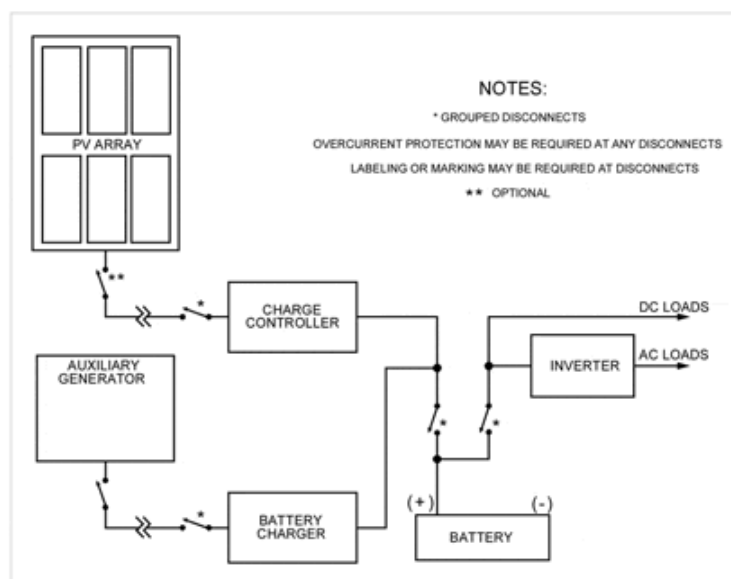 NOTES:
* GROUPED DISCONNECTS
OVERCURRENT PROTECTION MAY BE REQUIRED AT ANY DISCONNECTS
LABELING OR MARKING MAY BE REQUIRED AT DISCONNECTS
** OPTIONAL
PV ARRAY
**
*
CHARGE
CONTROLLER
DC LOADS
INVERTER
AC LOADS
AUXILIARY
GENERATOR
*
*
*
BATTERY
CHARGER
(+)
(-)
BATTERY